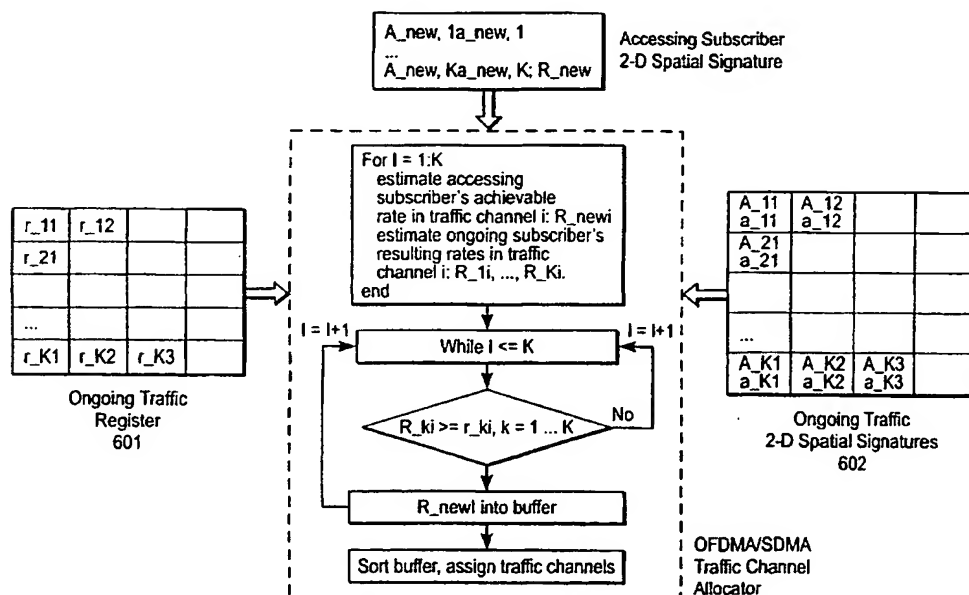 A_new, 1a_new, 1
...
A_new, Ka_new, K; R_new
Accessing Subscriber
2-D Spatial Signature
For I = 1:K
estimate accessing
subscriber's achievable
rate in traffic channel i: R_newi
estimate ongoing subscriber's
resulting rates in traffic
channel i: R_1i, ..., R_Ki.
end
r_11 r_12
r_21
...
r_K1 r_K2 r_K3
Ongoing Traffic
Register
601
A_11 A_12
a_11 a_12
A_21
a_21
...
A_K1 A_K2 A_K3
a_K1 a_K2 a_K3
Ongoing Traffic
2-D Spatial Signatures
602
I = I+1
I = I+1
While I <= K
R_ki >= r_ki, k = 1 ... K
No
R_newI into buffer
Sort buffer, assign traffic channels
OFDMA/SDMA
Traffic Channel
Allocator